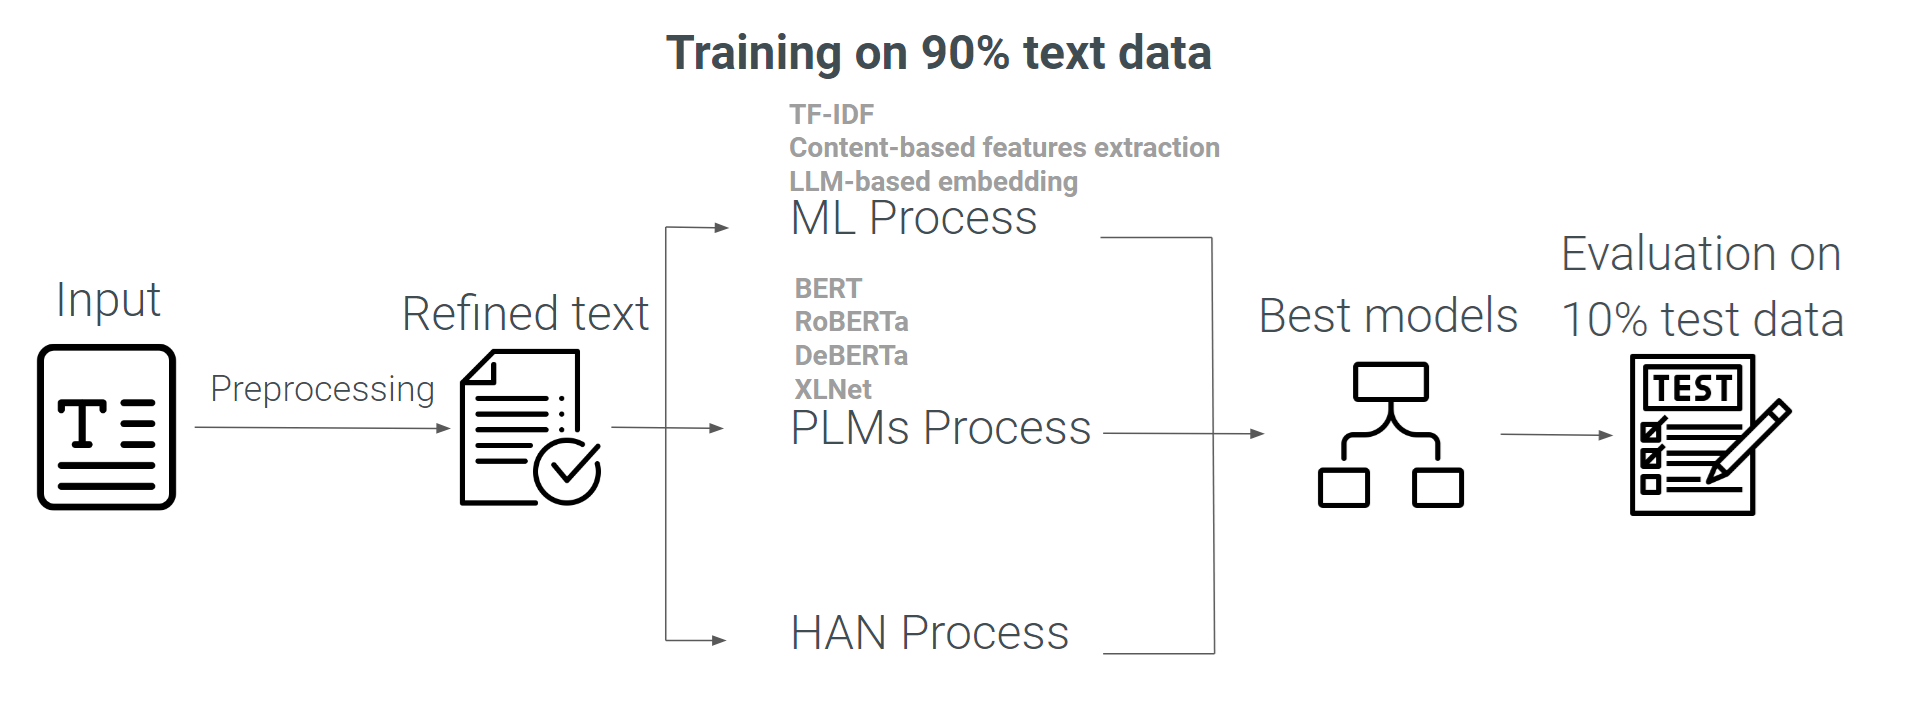 Training on 90% text data
TF-IDF
Content-based features extraction
LLM-based embedding
ML Process
Input
Preprocessing
Refined text
BERT
RoBERTa
DeBERTa
XLNet
PLMs Process
HAN Process
Best models
Evaluation on
10% test data
T
TEST